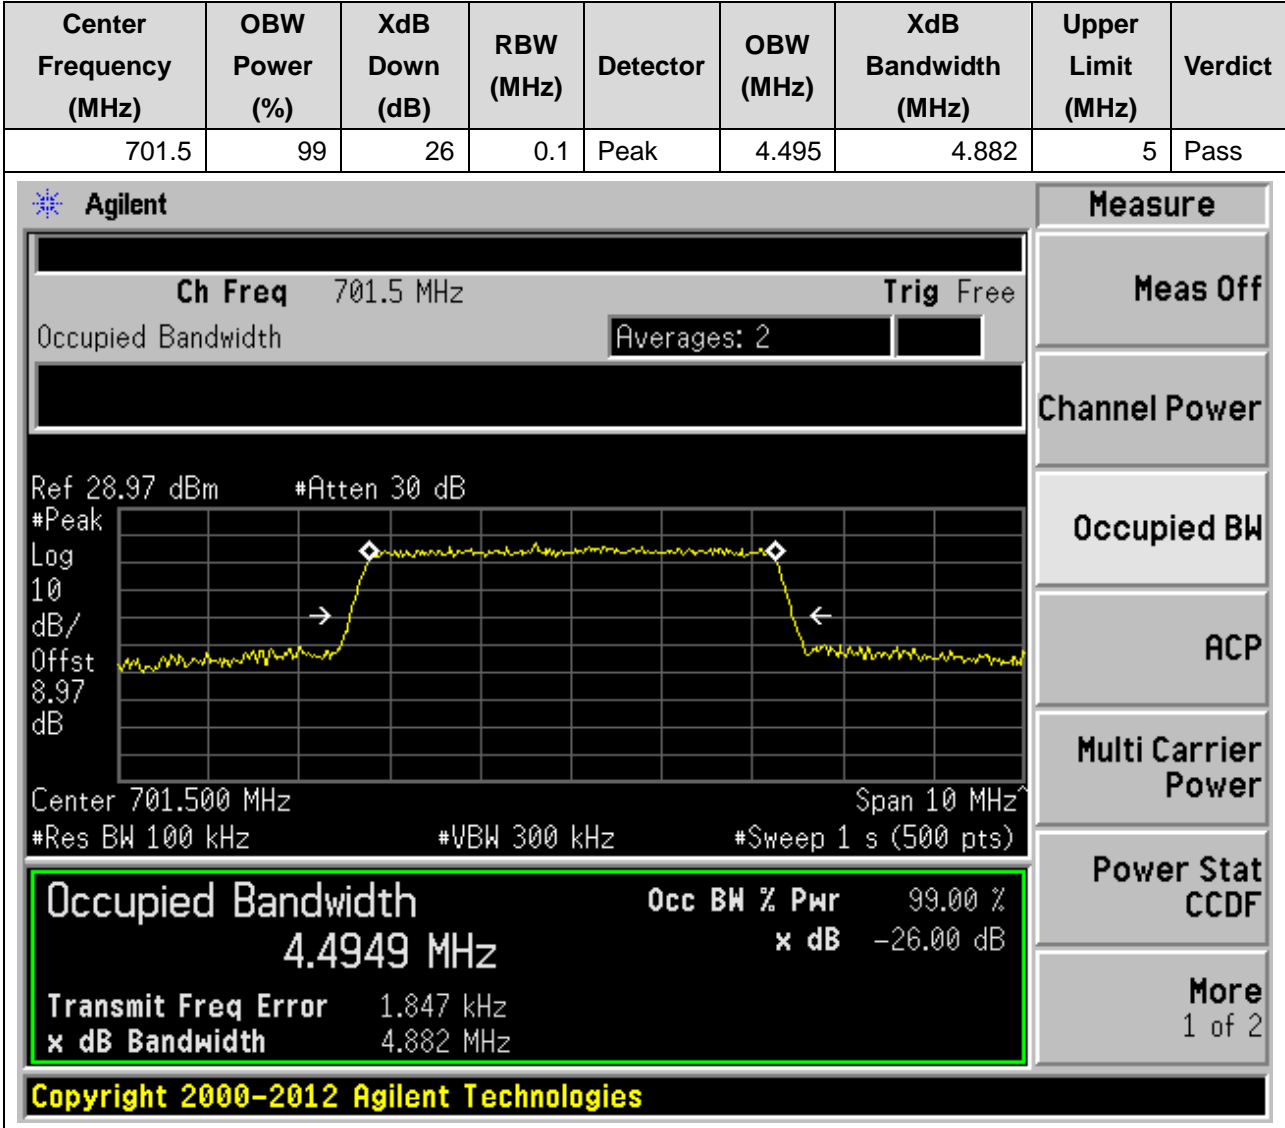 Center Frequency (MHz) OBW Power (%) XdB Down (dB) RBW (MHz) Detector OBW (MHz) XdB Bandwidth (MHz) Upper Limit (MHz) Verdict
701.5 99 26 0.1 Peak 4.495 4.882 5 Pass
Agilent
Measure
Ch Freq 701.5 MHz Trig Free
Meas Off
Occupied Bandwidth Averages: 2
Channel Power
Ref 28.97 dBm #Atten 30 dB
#Peak
Log
10
dB/
Offst
8.97
dB
Occupied BW
ACP
Multi Carrier
Power
Center 701.500 MHz Span 10 MHz^
#Res BW 100 kHz #VBW 300 kHz #Sweep 1 s (500 pts)
Power Stat
CCDF
Occupied Bandwidth Occ BW % Pwr 99.00 %
4.4949 MHz x dB -26.00 dB
Transmit Freq Error 1.847 kHz
x dB Bandwidth 4.882 MHz
More
1 of 2
Copyright 2000-2012 Agilent Technologies